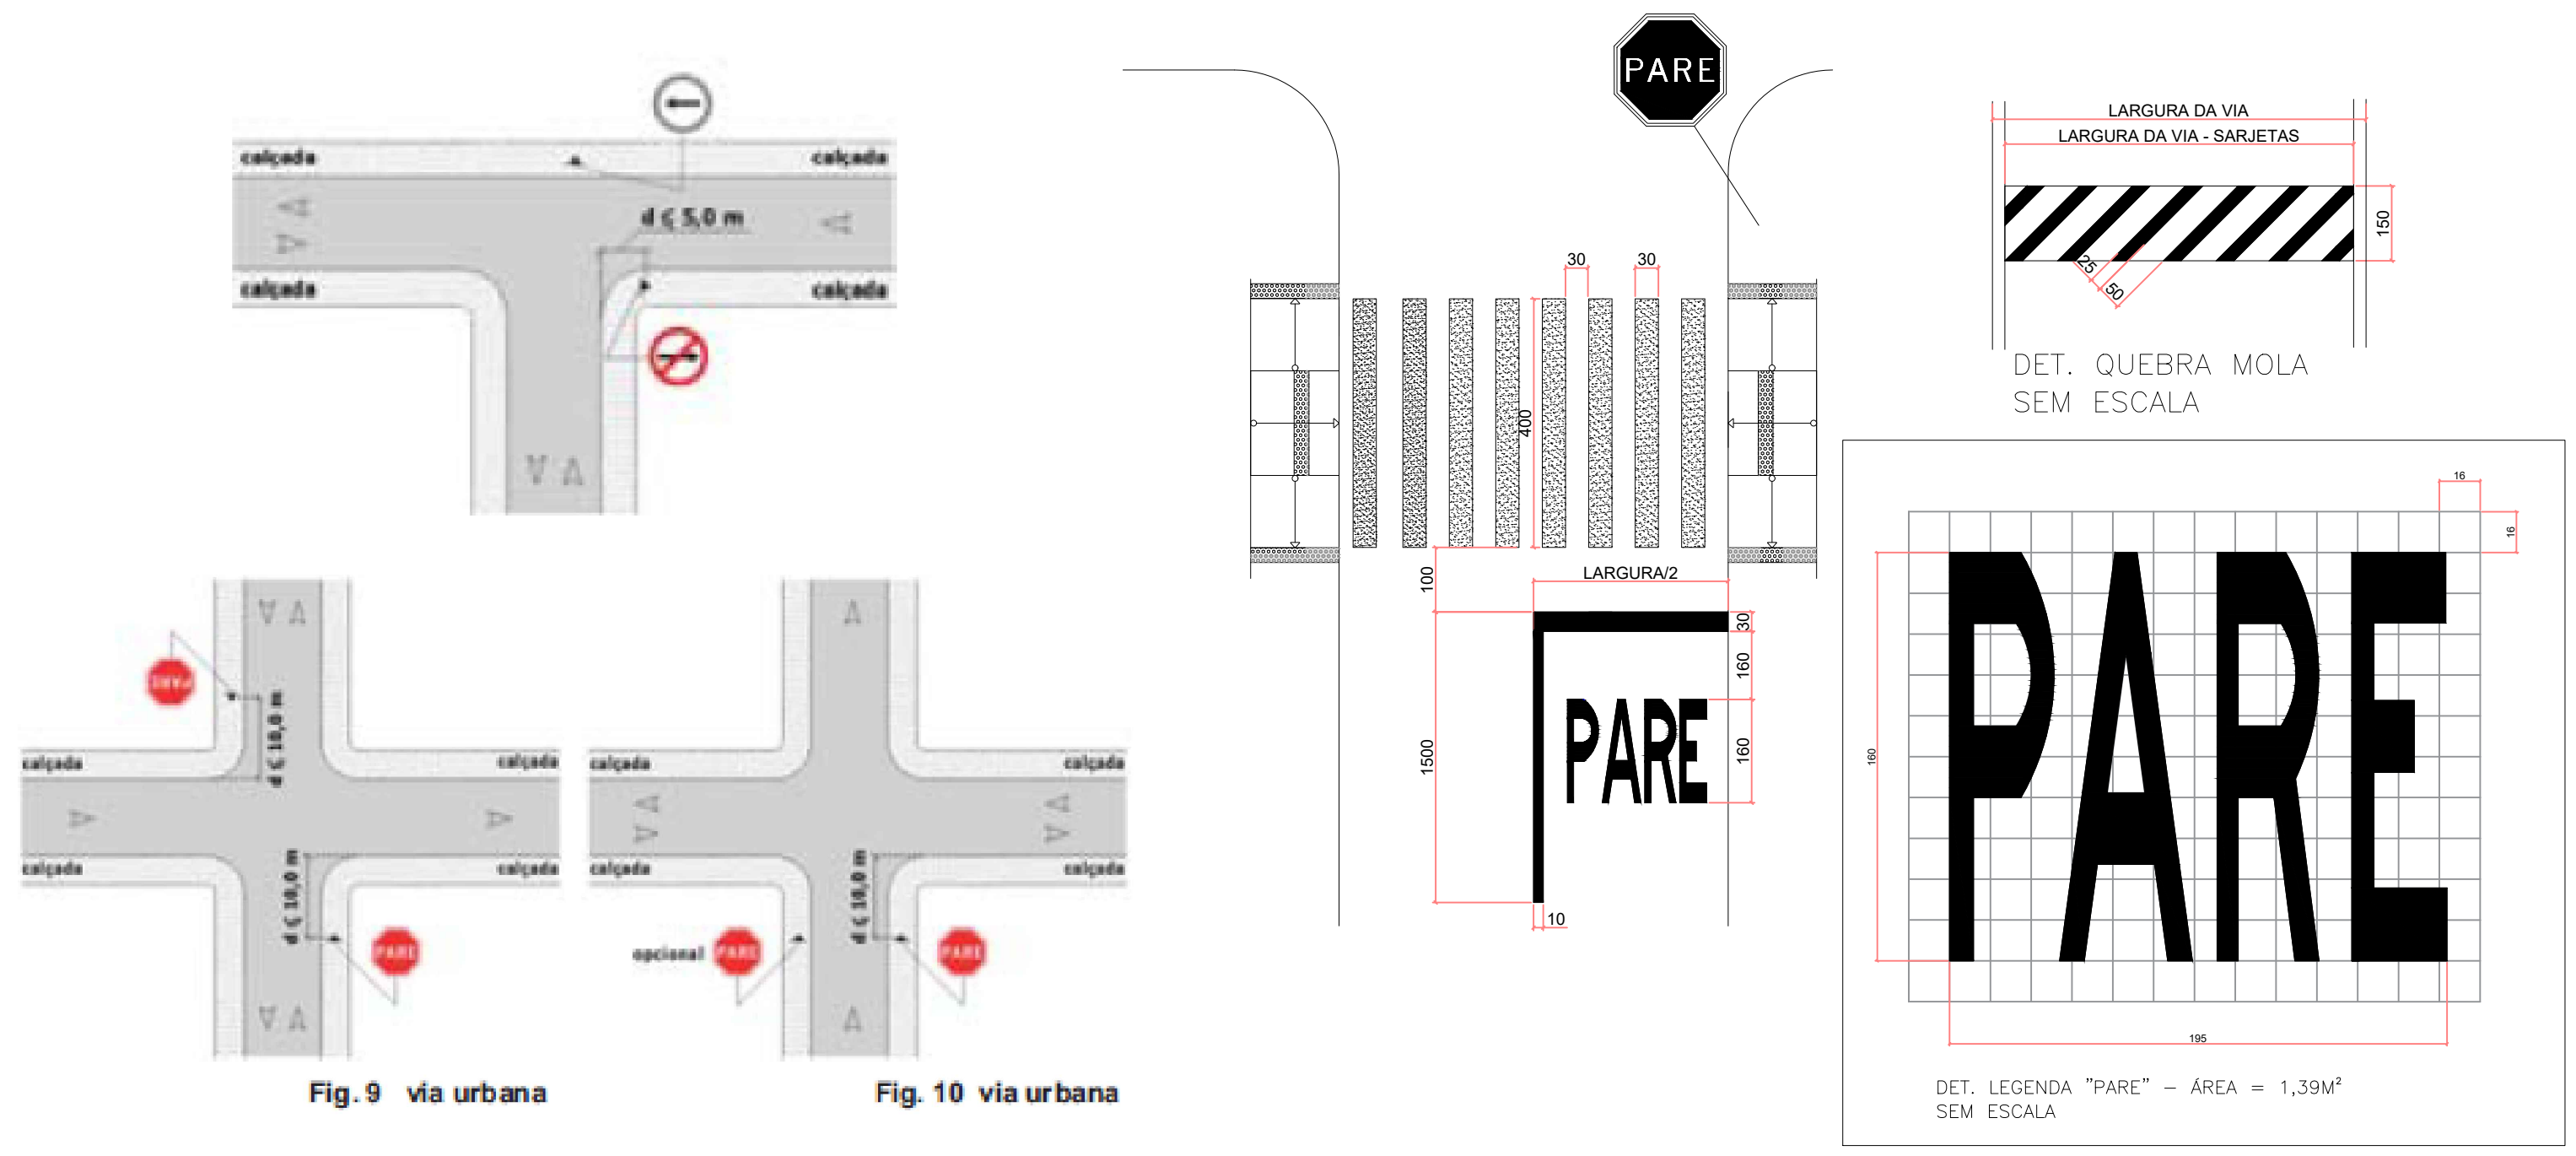 calçada
calçada
d ⩽ 5,0 m
calçada
calçada
PARE
d ⩽ 10,0 m
calçada
calçada
calçada
calçada
d ⩽ 10,0 m
PARE
Fig. 9 via urbana
calçada
calçada
calçada
calçada
d ⩽ 10,0 m
opcional
PARE
PARE
Fig. 10 via urbana
PARE
30
30
400
100
LARGURA/2
30
160
1500
PARE
160
10
LARGURA DA VIA
LARGURA DA VIA - SARJETAS
150
25
50
DET. QUEBRA MOLA
SEM ESCALA
16
16
160
PARE
195
DET. LEGENDA "PARE" – ÁREA = 1,39M²
SEM ESCALA